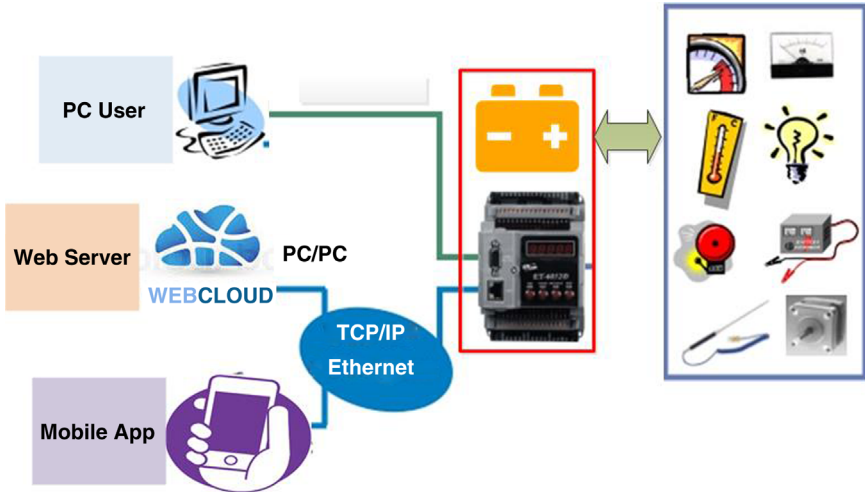 PC User
Web Server
WEBCLOUD
PC/PC
TCP/IP
Ethernet
Mobile App
F C